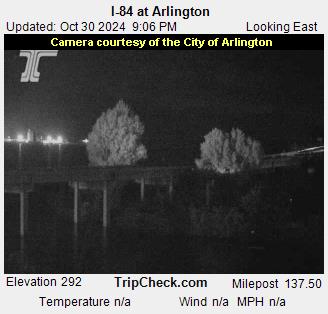 I-84 at Arlington
Updated: Oct 30 2024 9:06 PM Looking East
Camera courtesy of the City of Arlington
Elevation 292 TripCheck.com Milepost 137.50
Temperature n/a Wind n/a MPH n/a